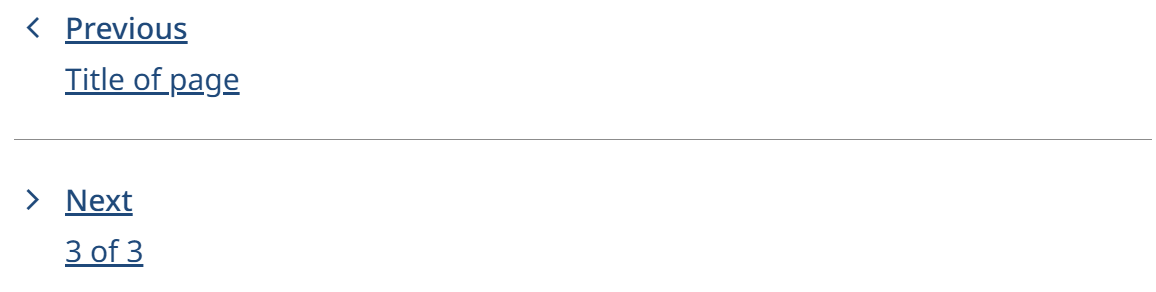 Previous
Title of page
Next
3 of 3